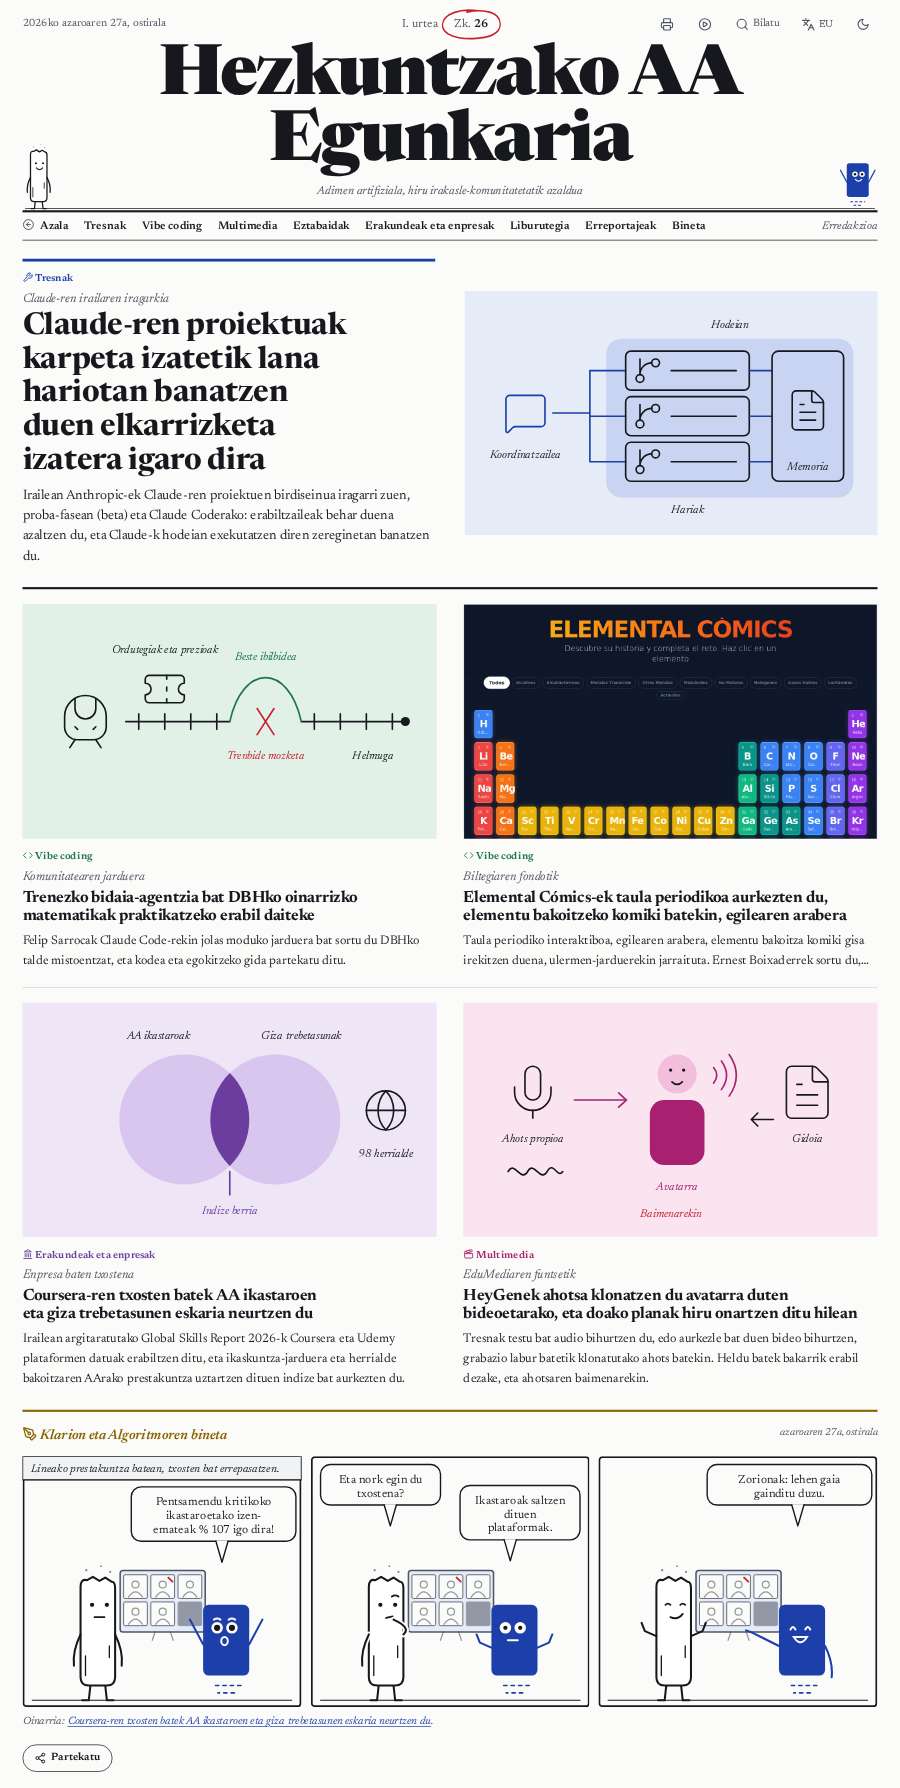 2026ko azaroaren 27a, ostirala
I. urtea Zk. 26
Bilatu
EU
Hezkuntzako AA
Egunkaria
Adimen artifiziala, hiru irakasle-komunitatetatik azaldua
Azala Tresnak Vibe coding Multimedia Eztabaidak Erakundeak eta enpresak Liburutegia Erreportajeak Bineta Erredakzioa
Tresnak
Claude-ren irailaren iragarkia
Claude-ren proiektuak
karpeta izatetik lana
hariotan banatzen
duen elkarrizketa
izatera igaro dira
Irailean Anthropic-ek Claude-ren proiektuen birdiseinua iragarri zuen,
proba-fasean (beta) eta Claude Coderako: erabiltzaileak behar duena
azaltzen du, eta Claude-k hodeian exekutatzen diren zereginetan banatzen
du.
Hodeian
Koordinatzailea
Memoria
Hariak
Ordutegiak eta prezioak
Beste ibilbidea
Trenbide mozketa
Helmuga
Vibe coding
Komunitatearen jarduera
Trenezko bidaia-agentzia bat DBHko oinarrizko
matematikak praktikatzeko erabil daiteke
Felip Sarrocak Claude Code-rekin jolas moduko jarduera bat sortu du DBHko
talde mistoentzat, eta kodea eta egokitzeko gida partekatu ditu.
ELEMENTAL CÓMICS
Descubre su historia y completa el reto. Haz clic en un
elemento
Todos
H He
Li Be B C N O F Ne
Na Mg Al Si P S Cl Ar
K Ca Sc Ti V Cr Mn Fe Co Ni Cu Zn Ga Ge As Se Br Kr
Vibe coding
Biltegiaren fondotik
Elemental Cómics-ek taula periodikoa aurkezten du,
elementu bakoitzeko komiki batekin, egilearen arabera
Taula periodiko interaktiboa, egilearen arabera, elementu bakoitza komiki gisa
irekitzen duena, ulermen-jarduerekin jarraituta. Ernest Boixaderrek sortu du,...
AA ikastaroak
Giza trebetasunak
98 herrialde
Indize berria
Erakundeak eta enpresak
Enpresa baten txostena
Coursera-ren txosten batek AA ikastaroen
eta giza trebetasunen eskaria neurtzen du
Irailean argitaratutako Global Skills Report 2026-k Coursera eta Udemy
plataformen datuak erabiltzen ditu, eta ikaskuntza-jarduera eta herrialde
bakoitzaren AArako prestakuntza uztartzen dituen indize bat aurkezten du.
Ahots propioa
Gidoia
Avatarra
Baimenarekin
Multimedia
EduMediaren funtsetik
HeyGenek ahotsa klonatzen du avatarra duten
bideoetarako, eta doako planak hiru onartzen ditu hilean
Tresnak testu bat audio bihurtzen du, edo aurkezle bat duen bideo bihurtzen,
grabazio labur batetik klonatutako ahots batekin. Heldu batek bakarrik erabil
dezake, eta ahotsaren baimenarekin.
Klarion eta Algoritmoren bineta
azaroaren 27a, ostirala
Lineako prestakuntza batean, txosten bat errepasatzen.
Pentsamendu kritikoko
ikastaroetako izen-
emateak % 107 igo dira!
Eta nork egin du
txostena?
Ikastaroak saltzen
dituen
plataformak.
Zorionak: lehen gaia
gainditu duzu.
Oinarria: Coursera-ren txosten batek AA ikastaroen eta giza trebetasunen eskaria neurtzen du.
Partekatu